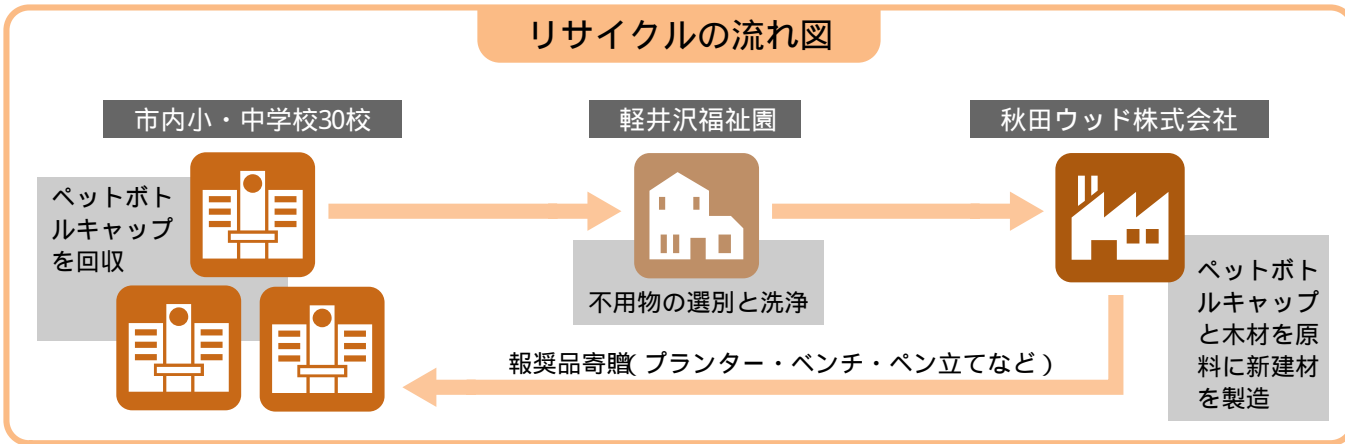 リサイクルの流れ図
市内小・中学校30校
ペットボト
ルキャップ
を回収
軽井沢福祉園
不用物の選別と洗浄
秋田ウッド株式会社
ペットボト
ルキャップ
と木材を原
料に新建材
を製造
報奨品寄贈(プランター・ベンチ・ペン立てなど)